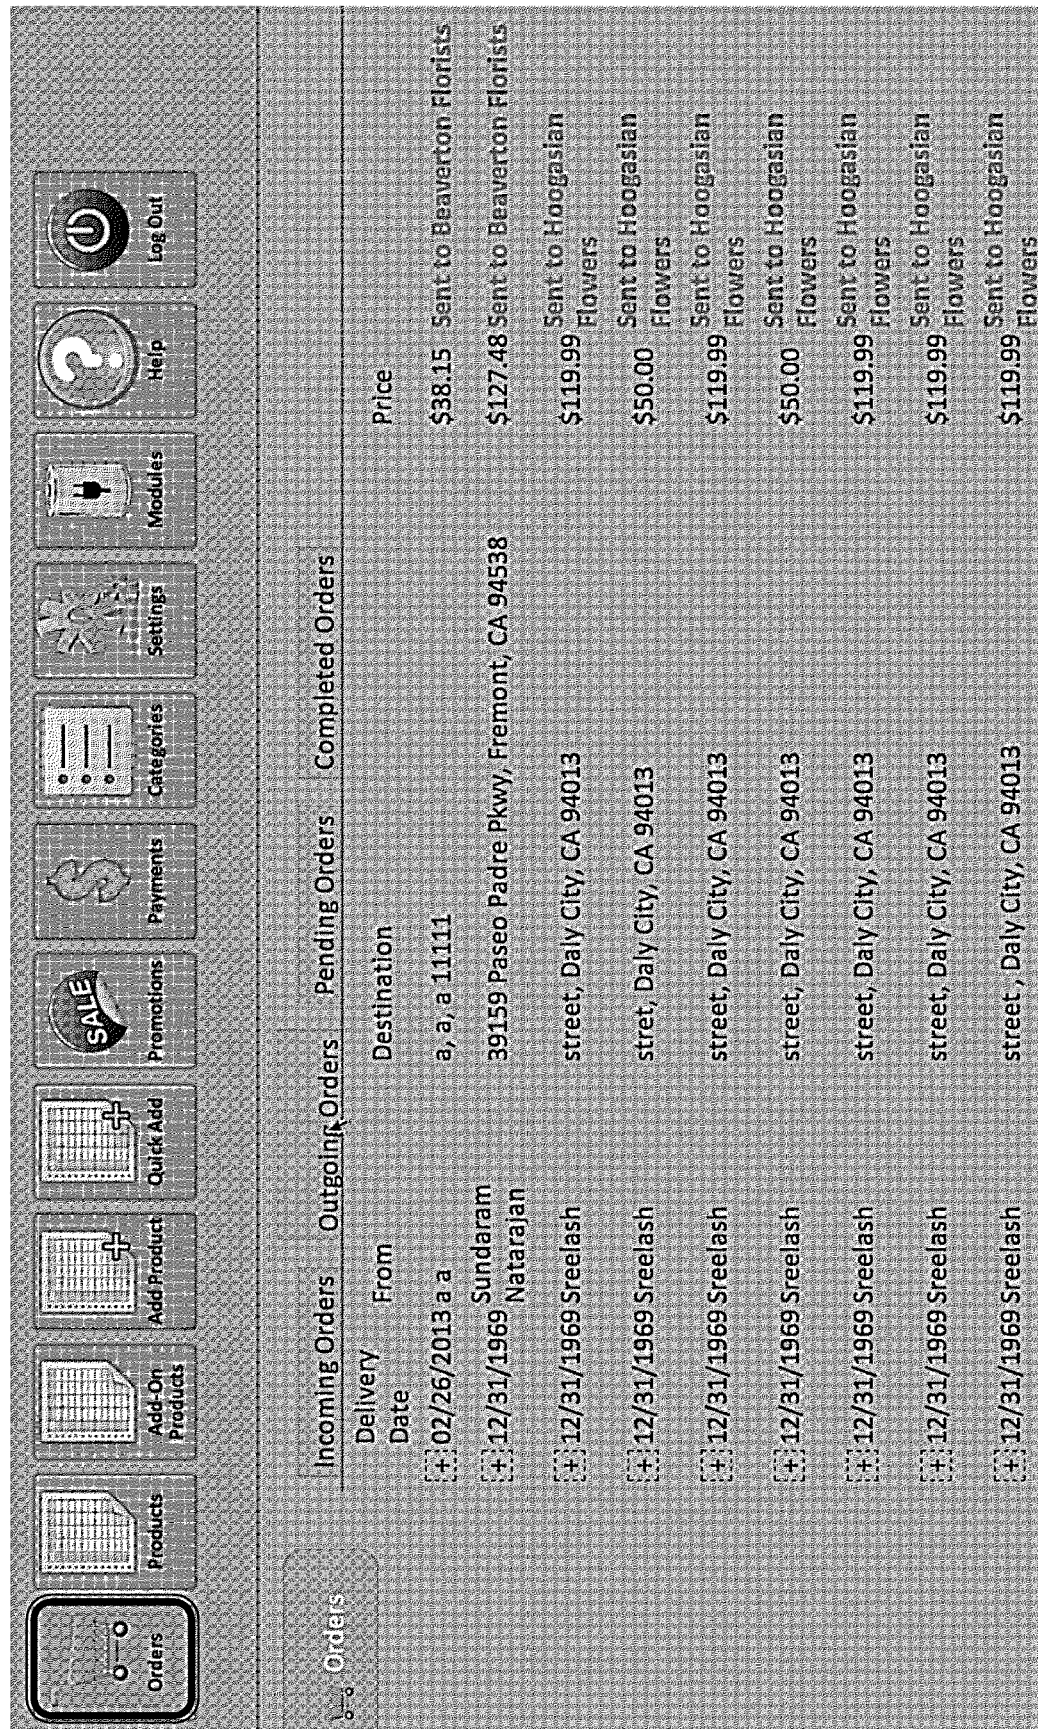 Orders
Products
Add-On
Products
Add Product
Quick Add
SALE
Promotions
$
Payments
Categories
Settings
Modules
?
Help
Log Out
Orders
Incoming Orders Outgoing Orders Pending Orders Completed Orders
Delivery
Date From Destination Price
[+] 02/26/2013 a a a, a, a 11111 $38.15 Sent to Beaverton Florists
[+] 12/31/1969 Sundaram
Natarajan 39159 Paseo Padre Pkwy, Fremont, CA 94538 $127.48 Sent to Beaverton Florists
[+] 12/31/1969 Sreelash street, Daly City, CA 94013 $119.99 Sent to Hoogasian
Flowers
[+] 12/31/1969 Sreelash stret, Daly City, CA 94013 $50.00 Sent to Hoogasian
Flowers
[+] 12/31/1969 Sreelash street, Daly City, CA 94013 $119.99 Sent to Hoogasian
Flowers
[+] 12/31/1969 Sreelash street, Daly City, CA 94013 $50.00 Sent to Hoogasian
Flowers
[+] 12/31/1969 Sreelash street, Daly City, CA 94013 $119.99 Sent to Hoogasian
Flowers
[+] 12/31/1969 Sreelash street, Daly City, CA 94013 $119.99 Sent to Hoogasian
Flowers
[+] 12/31/1969 Sreelash street , Daly City, CA 94013 $119.99 Sent to Hoogasian
Flowers